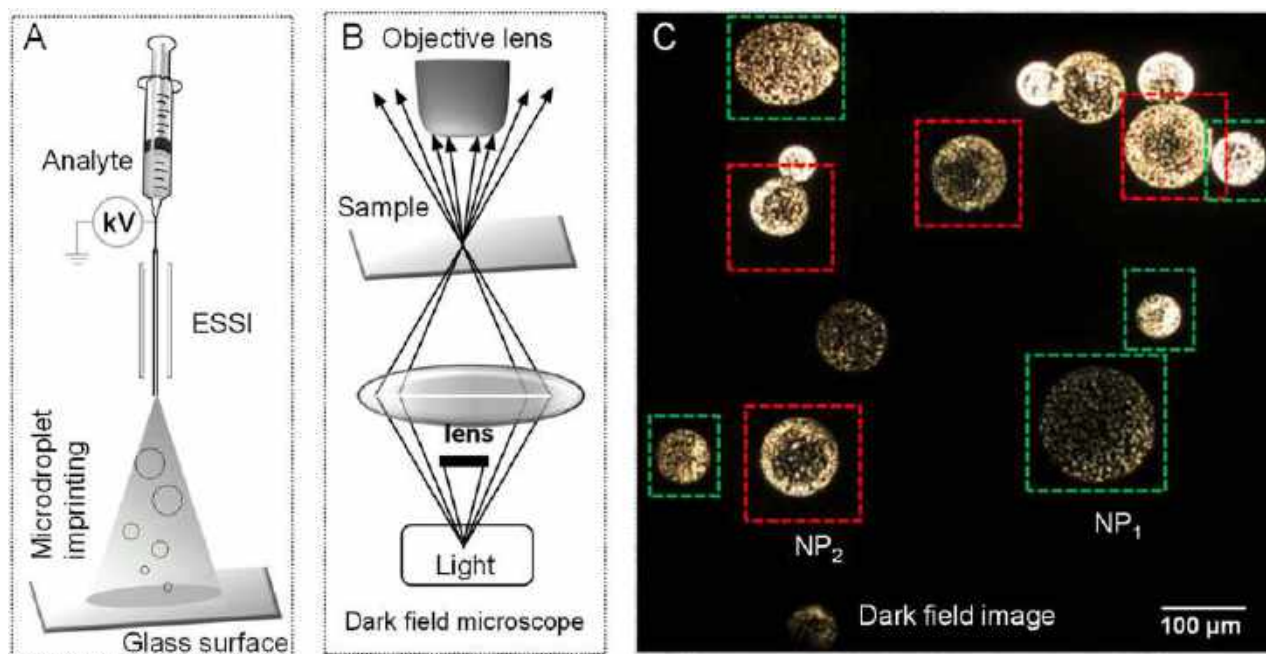 A
Analyte
kV
ESSI
Microdroplet
imprinting
Glass surface
B
Objective lens
Sample
lens
Light
Dark field microscope
C
NP₂
NP₁
Dark field image
100 µm